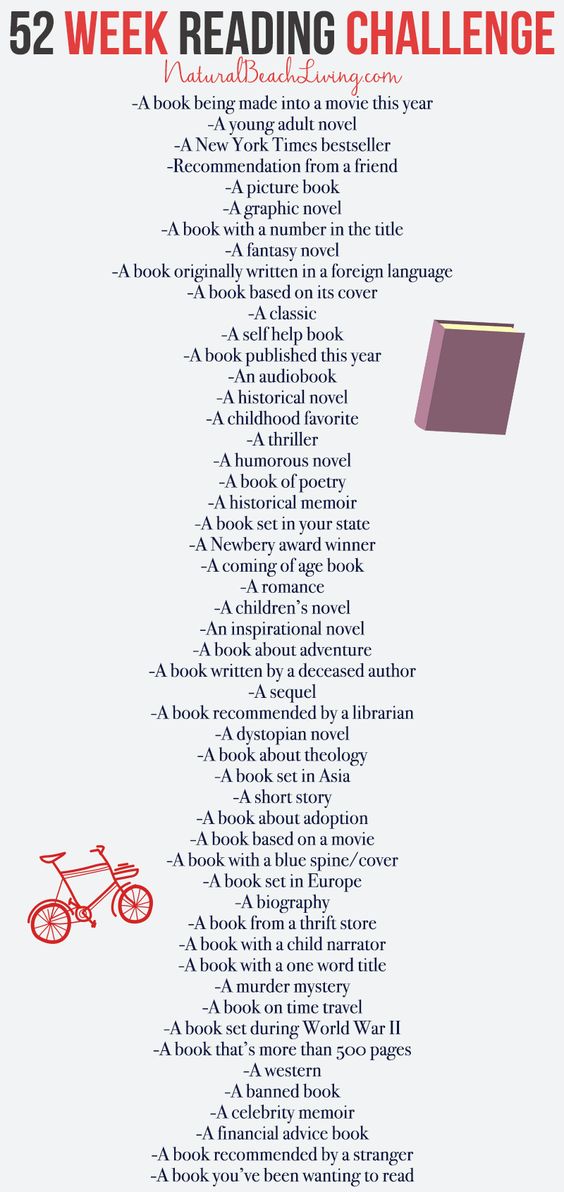 52 WEEK READING CHALLENGE
NaturalBeachLiving.com
-A book being made into a movie this year
-A young adult novel
-A New York Times bestseller
-Recommendation from a friend
-A picture book
-A graphic novel
-A book with a number in the title
-A fantasy novel
-A book originally written in a foreign language
-A book based on its cover
-A classic
-A self help book
-A book published this year
-An audiobook
-A historical novel
-A childhood favorite
-A thriller
-A humorous novel
-A book of poetry
-A historical memoir
-A book set in your state
-A Newbery award winner
-A coming of age book
-A romance
-A children's novel
-An inspirational novel
-A book about adventure
-A book written by a deceased author
-A sequel
-A book recommended by a librarian
-A dystopian novel
-A book about theology
-A book set in Asia
-A short story
-A book about adoption
-A book based on a movie
-A book with a blue spine/cover
-A book set in Europe
-A biography
-A book from a thrift store
-A book with a child narrator
-A book with a one word title
-A murder mystery
-A book on time travel
-A book set during World War II
-A book that's more than 500 pages
-A western
-A banned book
-A celebrity memoir
-A financial advice book
-A book recommended by a stranger
-A book you've been wanting to read